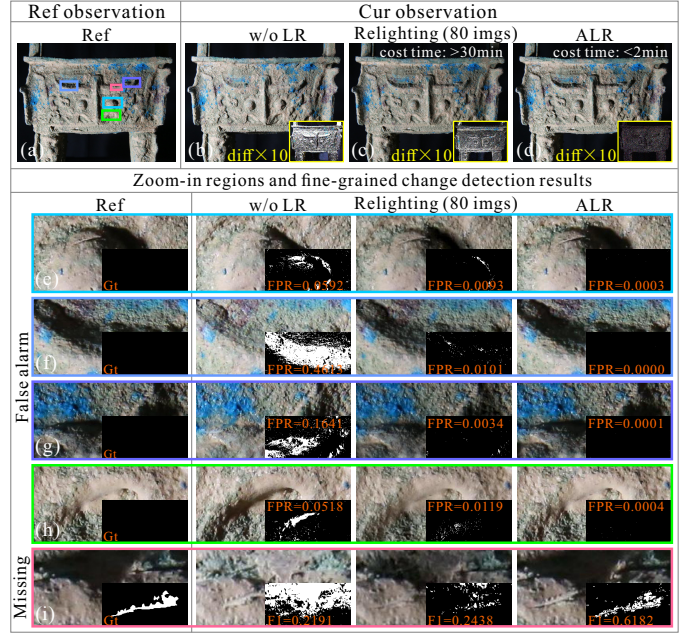 Ref observation
Cur observation
Ref
w/o LR
Relighting (80 imgs)
ALR
cost time: >30min
cost time: <2min
(a)
(b)
diff×10
(c)
diff×10
(d)
diff×10
Zoom-in regions and fine-grained change detection results
Ref
w/o LR
Relighting (80 imgs)
ALR
False alarm
(e)
Gt
FPR=0.0592
FPR=0.0093
FPR=0.0003
(f)
Gt
FPR=0.0101
FPR=0.0000
(g)
Gt
FPR=0.1641
FPR=0.0034
FPR=0.0001
(h)
Gt
FPR=0.0518
FPR=0.0119
FPR=0.0004
Missing
(i)
Gt
F1=0.2191
F1=0.2438
F1=0.6182